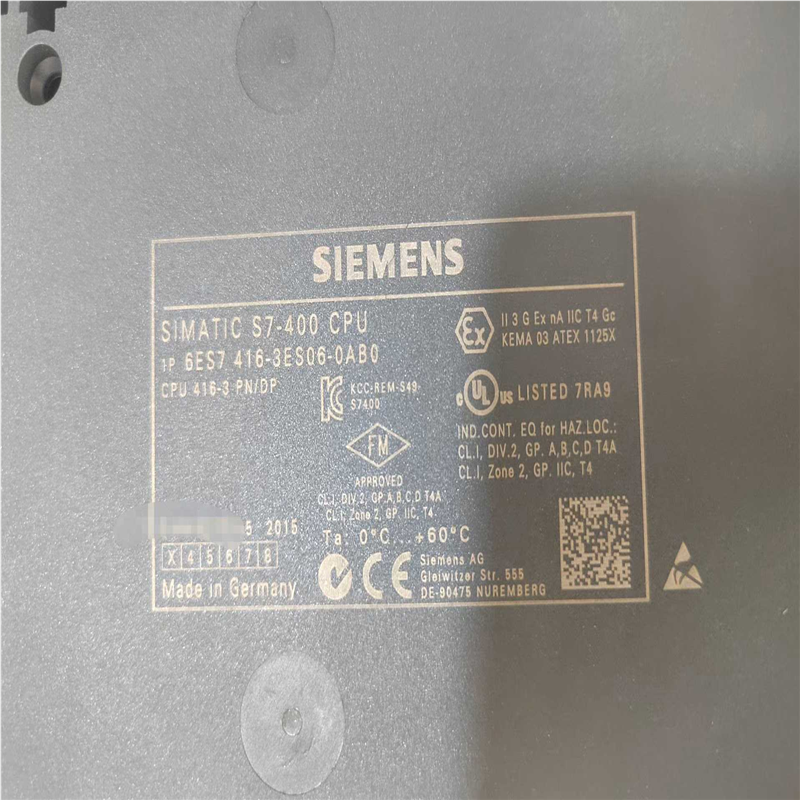 SIEMENS
SIMATIC S7-400 CPU
1P 6ES7 416-3ES06-0AB0
CPU 416-3 PN/DP
KCC-REM-S49-
S7400
FM
APPROVED
CL.I, DIV.2, GP.A,B,C,D T4A
CL.I, Zone 2, GP. IIC, T4
Ta: 0°C...+60°C
Ex
II 3 G Ex nA IIC T4 Gc
KEMA 03 ATEX 1125X
c UL us LISTED 7RA9
IND.CONT. EQ for HAZ.LOC.:
CL.I, DIV.2, GP. A,B,C,D T4A
CL.I, Zone 2, GP. IIC, T4
5 2015
X 4 5 6 7 8
Made in Germany
CE
Siemens AG
Gleiwitzer Str. 555
DE-90475 NUREMBERG